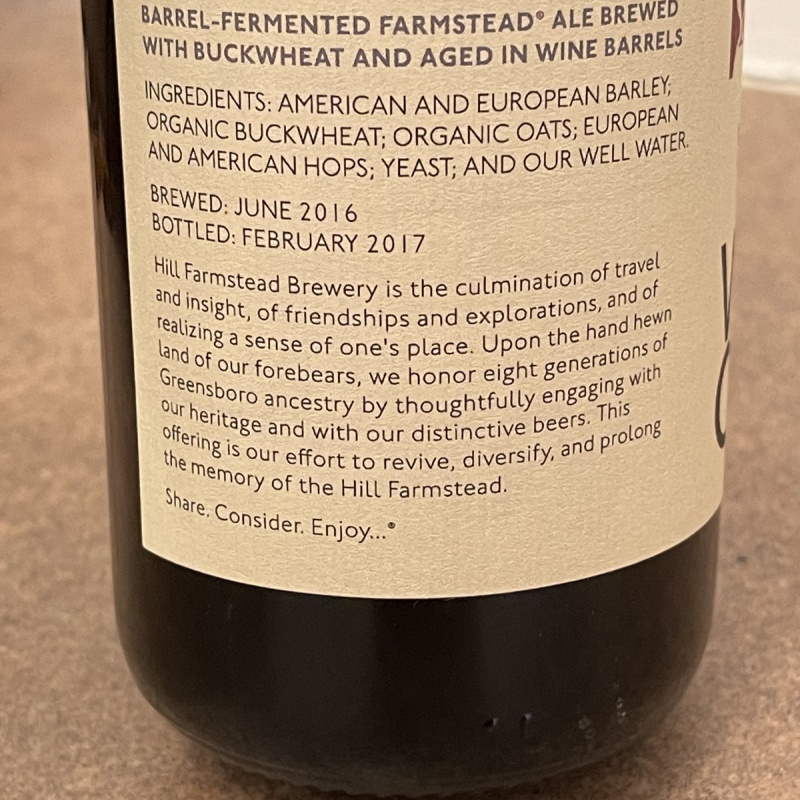 BARREL-FERMENTED FARMSTEAD® ALE BREWED
WITH BUCKWHEAT AND AGED IN WINE BARRELS
INGREDIENTS: AMERICAN AND EUROPEAN BARLEY;
ORGANIC BUCKWHEAT; ORGANIC OATS; EUROPEAN
AND AMERICAN HOPS; YEAST; AND OUR WELL WATER.
BREWED: JUNE 2016
BOTTLED: FEBRUARY 2017
Hill Farmstead Brewery is the culmination of travel
and insight, of friendships and explorations, and of
realizing a sense of one's place. Upon the hand hewn
land of our forebears, we honor eight generations of
Greensboro ancestry by thoughtfully engaging with
our heritage and with our distinctive beers. This
offering is our effort to revive, diversify, and prolong
the memory of the Hill Farmstead.
Share. Consider. Enjoy...®